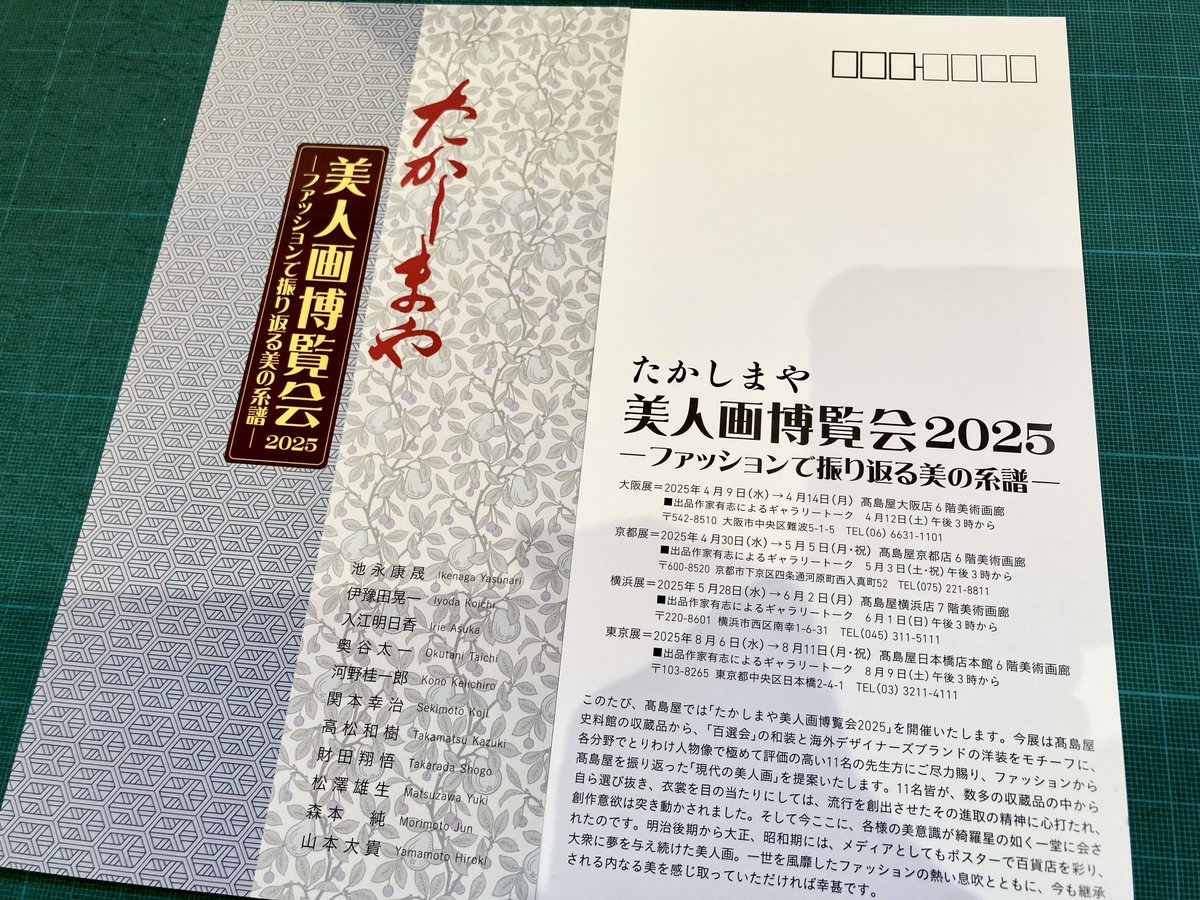 たかしまや
美人画博覧会
―ファッションで振り返る美の系譜―
2025
池永康晟 Ikenaga Yasunari
伊豫田晃一 Iyoda Koichi
入江明日香 Irie Asuka
奥谷太一 Okutani Taichi
河野桂一郎 Kono Keiichiro
関本幸治 Sekimoto Koji
高松和樹 Takamatsu Kazuki
財田翔悟 Takarada Shogo
松澤雄生 Matsuzawa Yuki
森本 純 Morimoto Jun
山本大貴 Yamamoto Hiroki
たかしまや
美人画博覧会2025
―ファッションで振り返る美の系譜―
大阪展＝2025年4月9日(水)→4月14日(月) 髙島屋大阪店6階美術画廊
■出品作家有志によるギャラリートーク 4月12日(土)午後3時から
〒542-8510 大阪市中央区難波5-1-5 TEL(06) 6631-1101
京都展＝2025年4月30日(水)→5月5日(月・祝) 髙島屋京都店6階美術画廊
■出品作家有志によるギャラリートーク 5月3日(土・祝)午後3時から
〒600-8520 京都市下京区四条通河原町西入真町52 TEL(075) 221-8811
横浜展＝2025年5月28日(水)→6月2日(月) 髙島屋横浜店7階美術画廊
■出品作家有志によるギャラリートーク 6月1日(日)午後3時から
〒220-8601 横浜市西区南幸1-6-31 TEL(045) 311-5111
東京展＝2025年8月6日(水)→8月11日(月・祝) 髙島屋日本橋店本館6階美術画廊
■出品作家有志によるギャラリートーク 8月9日(土)午後3時から
〒103-8265 東京都中央区日本橋2-4-1 TEL(03) 3211-4111
このたび、髙島屋では「たかしまや美人画博覧会2025」を開催いたします。今展は髙島屋
史料館の収蔵品から、「百選会」の和装と海外デザイナーズブランドの洋装をモチーフに、
各分野でとりわけ人物像で極めて評価の高い11名の先生方にご尽力賜り、ファッションから
髙島屋を振り返った「現代の美人画」を提案いたします。11名皆が、数多の収蔵品の中から
自ら選び抜き、衣裳を目の当たりにしては、流行を創出させたその進取の精神に心打たれ、
創作意欲は突き動かされました。そして今ここに、各様の美意識が綺羅星の如く一堂に会さ
れたのです。明治後期から大正、昭和期には、メディアとしてもポスターで百貨店を彩り、
大衆に夢を与え続けた美人画。一世を風靡したファッションの熱い息吹とともに、今も継承
される内なる美を感じ取っていただければ幸甚です。